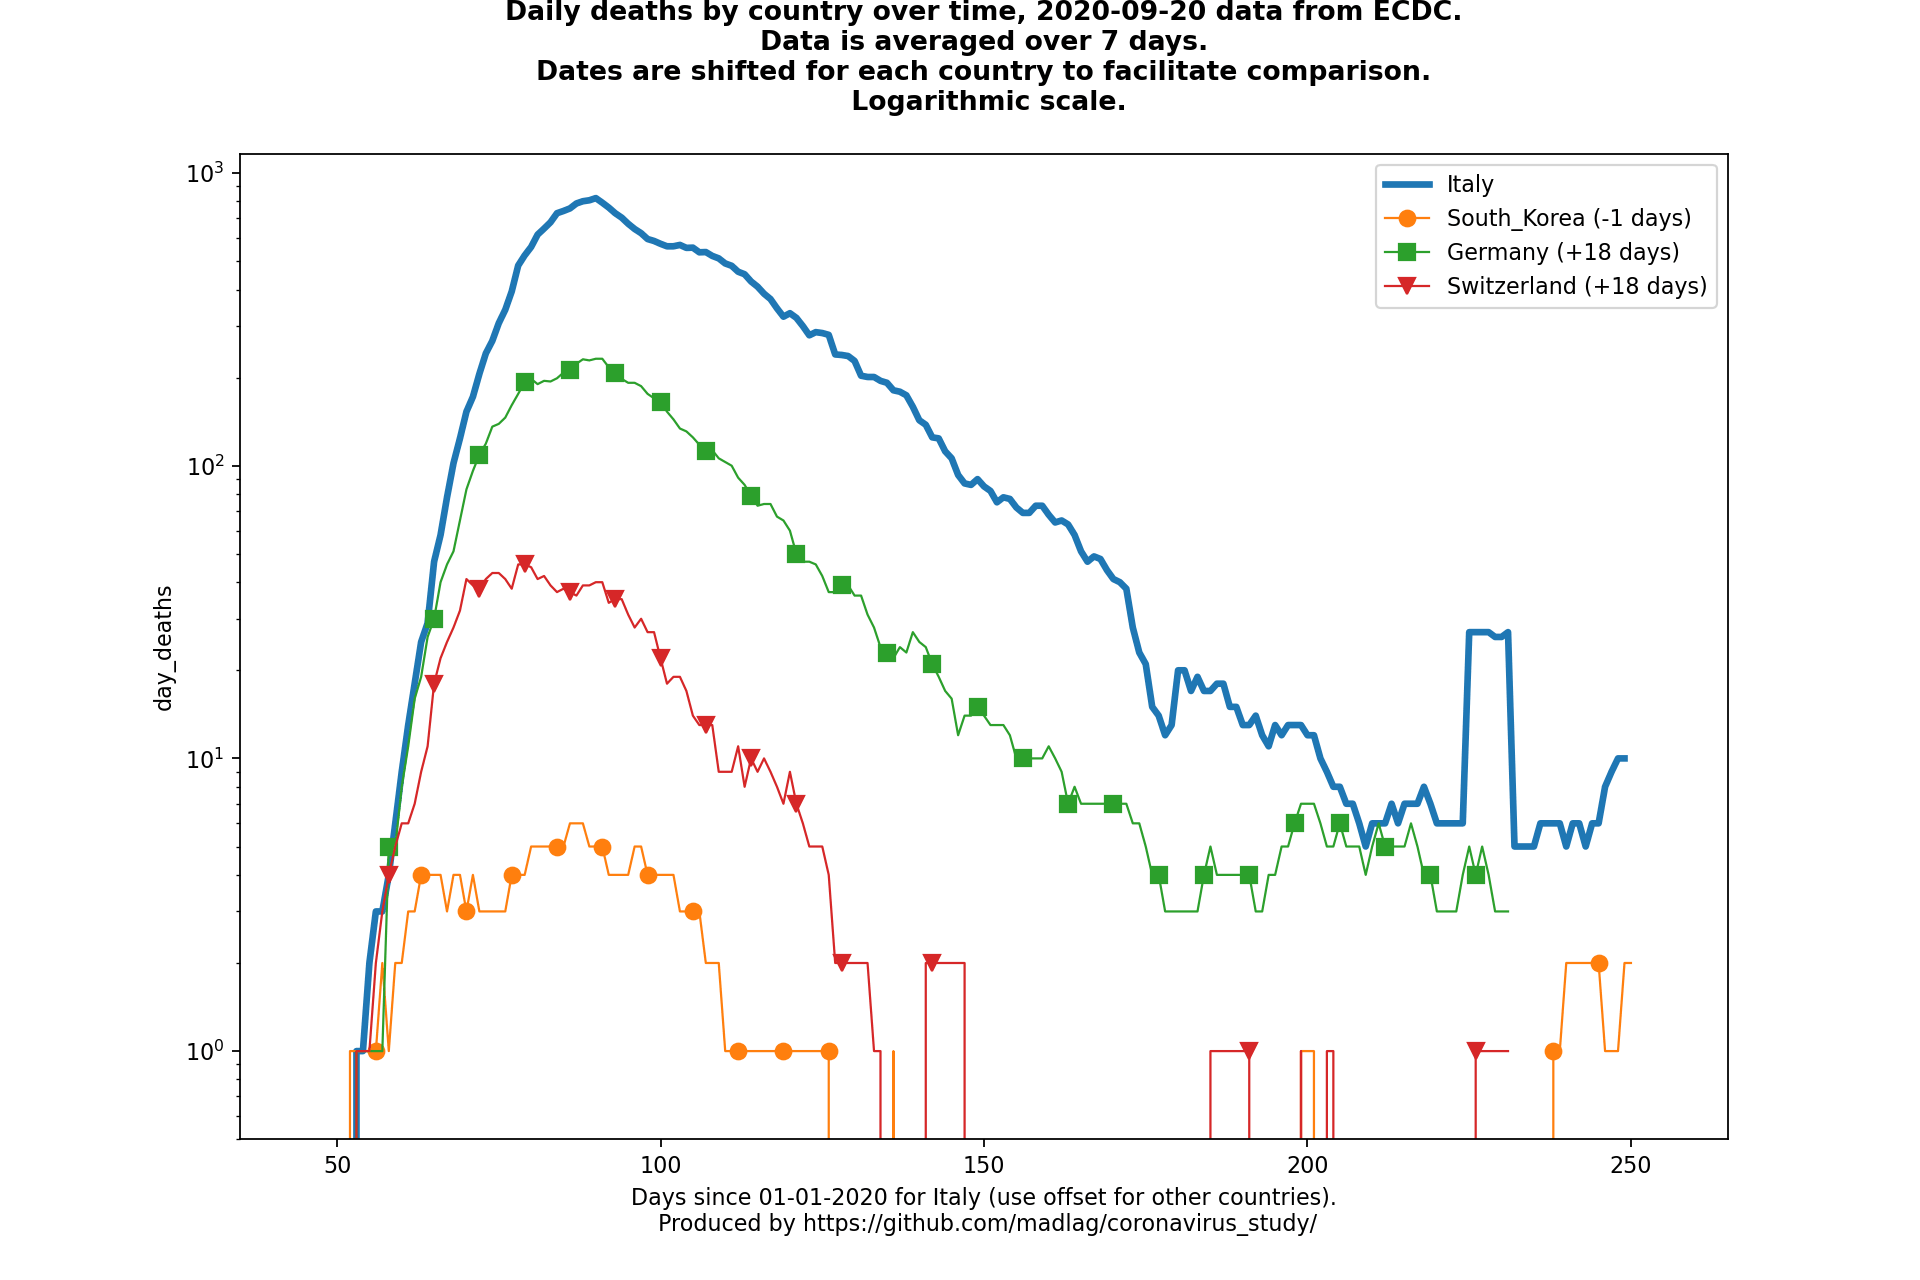 Daily deaths by country over time, 2020-09-20 data from ECDC.
Data is averaged over 7 days.
Dates are shifted for each country to facilitate comparison.
Logarithmic scale.
10³
10²
10¹
10⁰
day_deaths
Italy
South_Korea (-1 days)
Germany (+18 days)
Switzerland (+18 days)
50 100 150 200 250
Days since 01-01-2020 for Italy (use offset for other countries).
Produced by https://github.com/madlag/coronavirus_study/